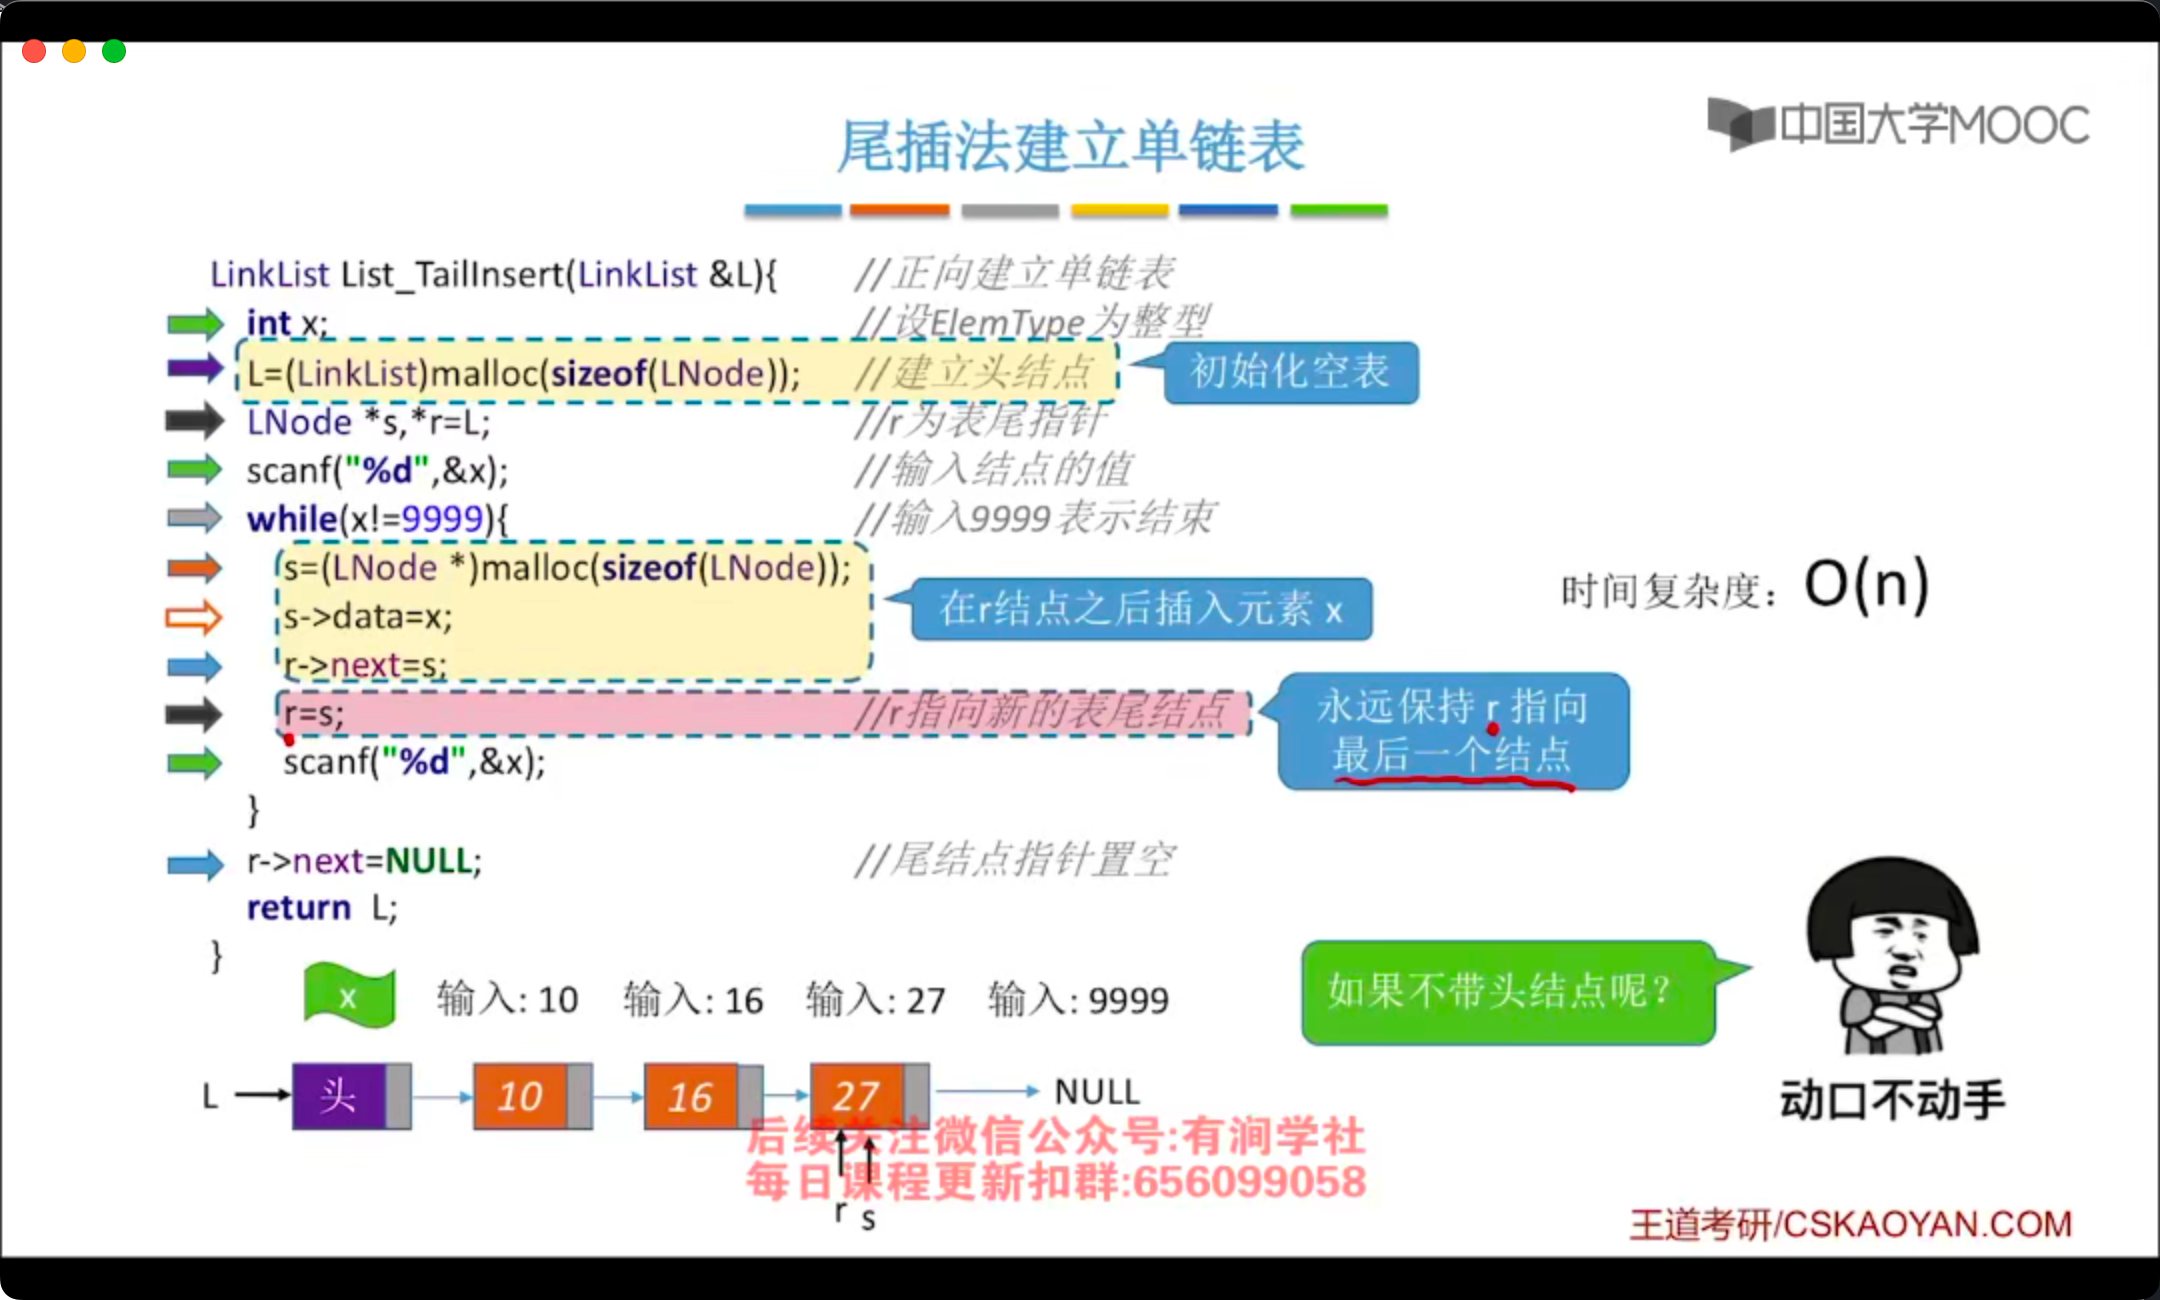 中国大学MOOC
尾插法建立单链表
LinkList List_TailInsert(LinkList &L){ //正向建立单链表
int x; //设ElemType为整型
L=(LinkList)malloc(sizeof(LNode)); //建立头结点
初始化空表
LNode *s,*r=L; //r为表尾指针
scanf("%d",&x); //输入结点的值
while(x!=9999){ //输入9999表示结束
s=(LNode *)malloc(sizeof(LNode));
s->data=x;
r->next=s;
在r结点之后插入元素 x
时间复杂度：O(n)
r=s; //r指向新的表尾结点
永远保持 r 指向
最后一个结点
scanf("%d",&x);
}
r->next=NULL; //尾结点指针置空
return L;
}
x 输入: 10 输入: 16 输入: 27 输入: 9999
如果不带头结点呢？
动口不动手
L 头 10 16 27 NULL
后续关注微信公众号:有涧学社
每日课程更新扣群:656099058
r s
王道考研/CSKAOYAN.COM